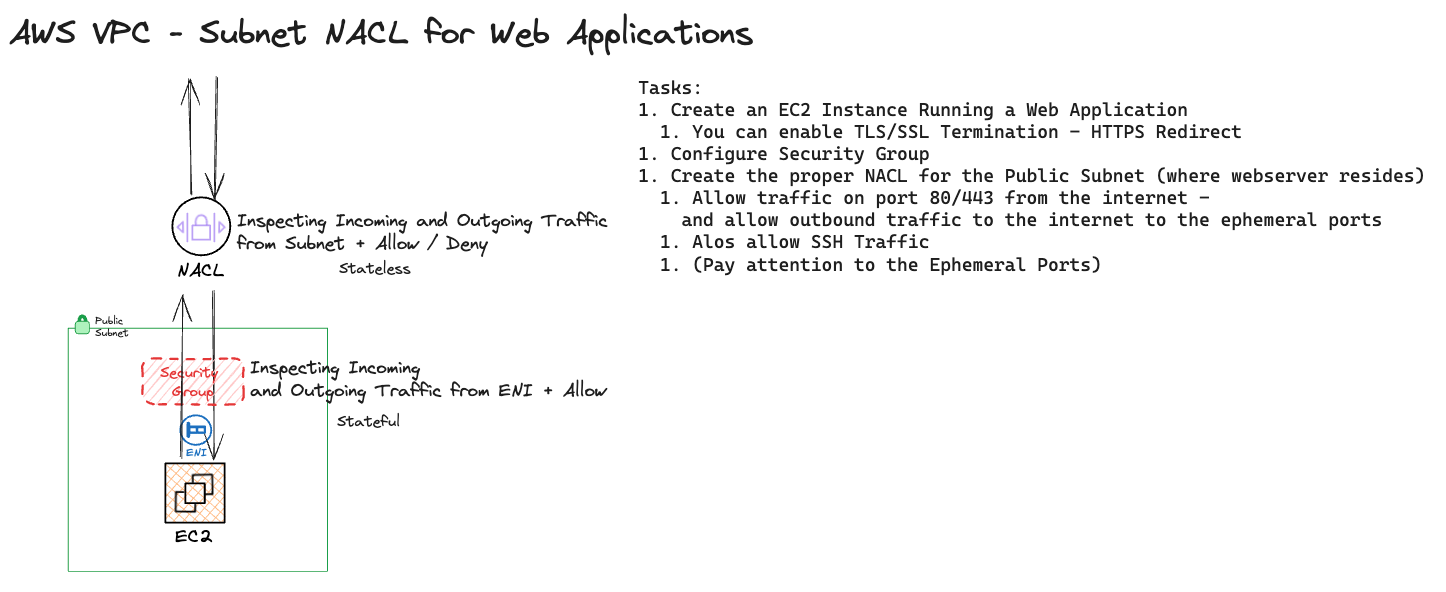 AWS VPC - Subnet NACL for Web Applications
Tasks:
1. Create an EC2 Instance Running a Web Application
1. You can enable TLS/SSL Termination - HTTPS Redirect
1. Configure Security Group
1. Create the proper NACL for the Public Subnet (where webserver resides)
1. Allow traffic on port 80/443 from the internet -
and allow outbound traffic to the internet to the ephemeral ports
1. Alos allow SSH Traffic
1. (Pay attention to the Ephemeral Ports)
Inspecting Incoming and Outgoing Traffic
from Subnet + Allow / Deny
Stateless
NACL
Public
Subnet
Security
Group
Inspecting Incoming
and Outgoing Traffic from ENI + Allow
Stateful
ENI
EC2